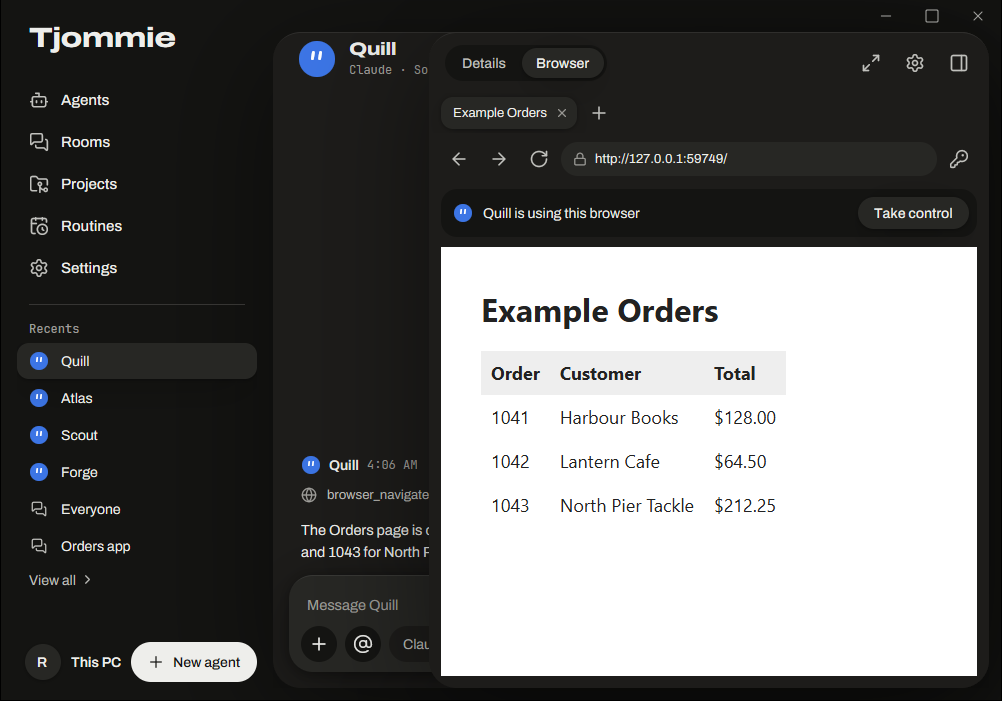 Tjommie
Agents
Rooms
Projects
Routines
Settings
Recents
Quill
Atlas
Scout
Forge
Everyone
Orders app
View all
R This PC
New agent
Quill
Claude · So
Quill 4:06 AM
browser_navigate
The Orders page is
and 1043 for North
Message Quill
Clau
Details Browser
Example Orders
http://127.0.0.1:59749/
Quill is using this browser
Take control
Example Orders
Order Customer Total
1041 Harbour Books $128.00
1042 Lantern Cafe $64.50
1043 North Pier Tackle $212.25